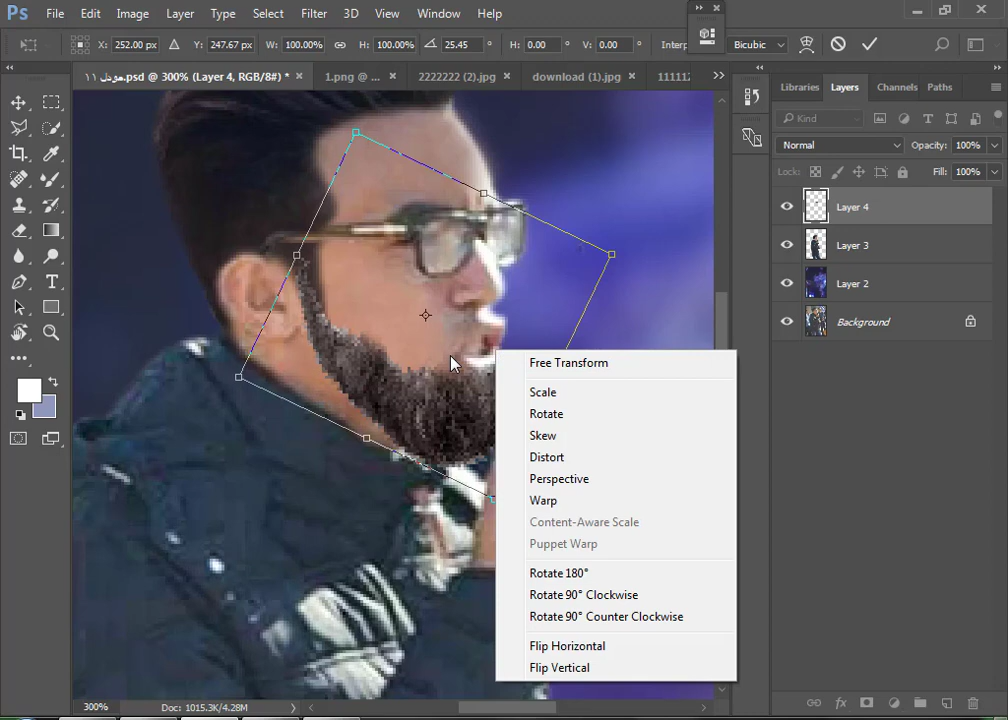 Ps File Edit Image Layer Type Select Filter 3D View Window Help
X: 252.00 px Y: 247.67 px W: 100.00% H: 100.00% 25.45 ° H: 0.00 ° V: 0.00 ° Interp Bicubic
هودل ١١.psd @ 300% (Layer 4, RGB/8#) * 1.png @ ... 2222222 (2).jpg download (1).jpg 111112
Libraries Layers Channels Paths
Kind
Normal Opacity: 100%
Lock: Fill: 100%
Layer 4
Layer 3
Layer 2
Background
Free Transform
Scale
Rotate
Skew
Distort
Perspective
Warp
Content-Aware Scale
Puppet Warp
Rotate 180°
Rotate 90° Clockwise
Rotate 90° Counter Clockwise
Flip Horizontal
Flip Vertical
300% Doc: 1015.3K/4.28M